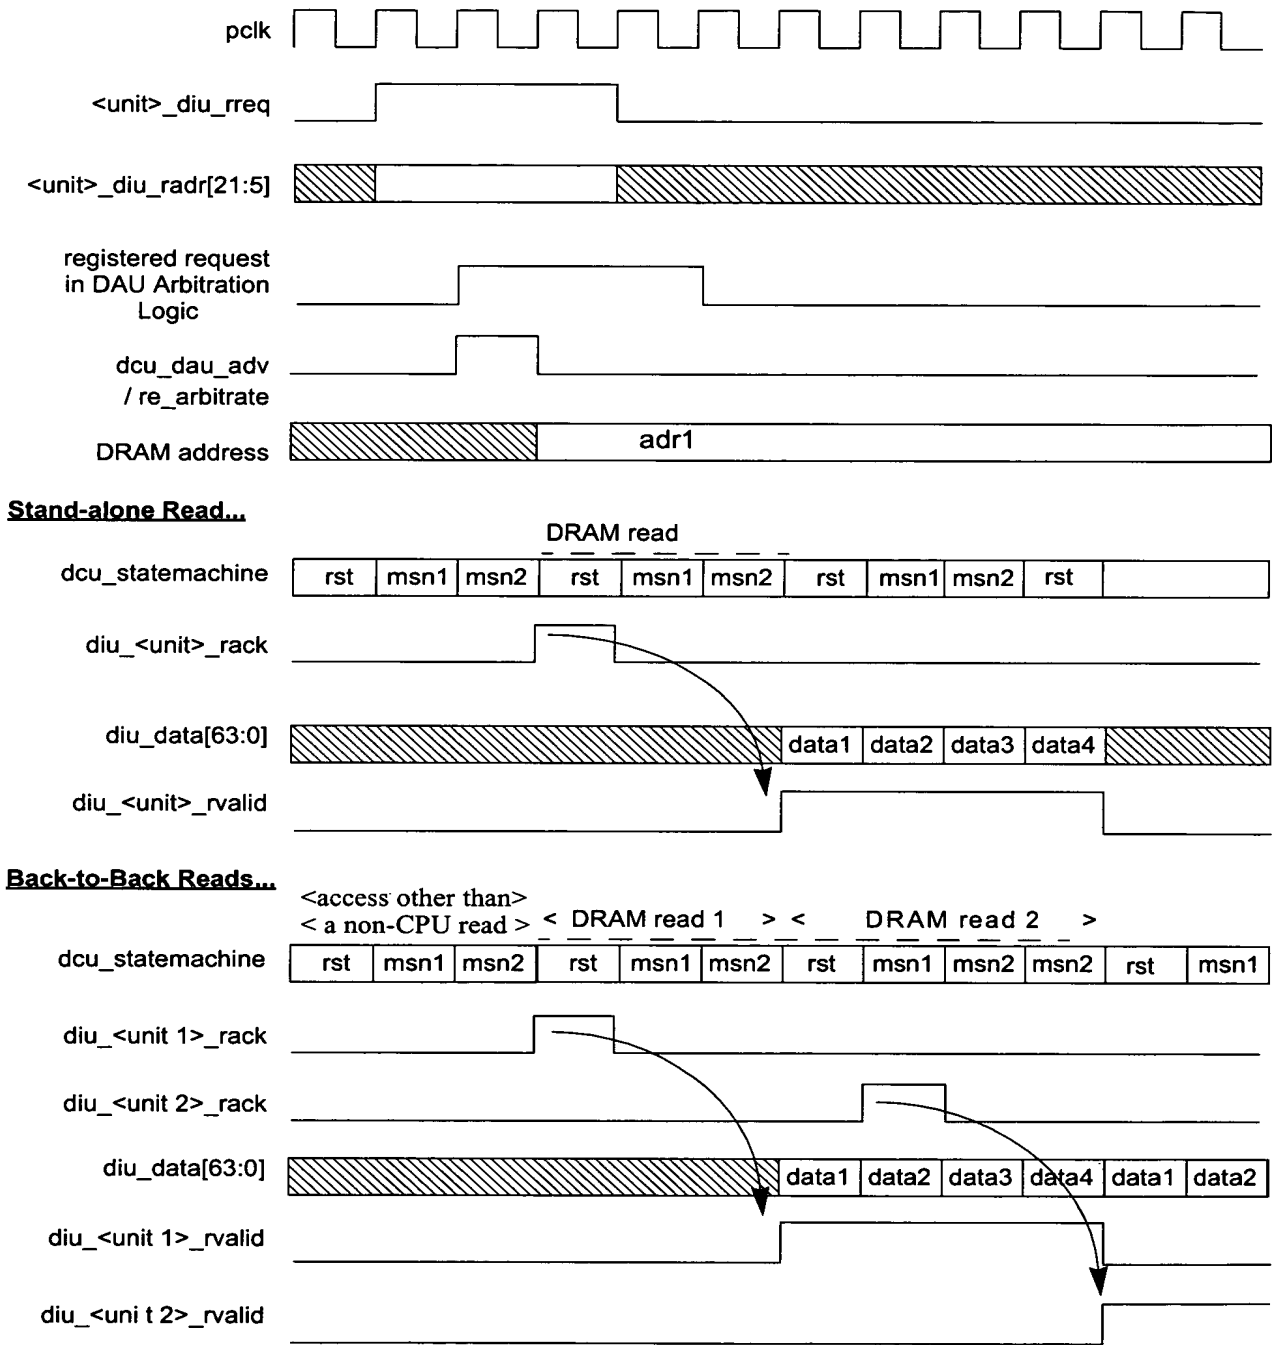 pclk
<unit>_diu_rreq
<unit>_diu_radr[21:5]
registered request
in DAU Arbitration
Logic
dcu_dau_adv
/ re_arbitrate
DRAM address
adr1
Stand-alone Read...
DRAM read
dcu_statemachine
rst msn1 msn2 rst msn1 msn2 rst msn1 msn2 rst
diu_<unit>_rack
diu_data[63:0]
data1 data2 data3 data4
diu_<unit>_rvalid
Back-to-Back Reads...
<access other than>
< a non-CPU read > < DRAM read 1 > < DRAM read 2 >
dcu_statemachine
rst msn1 msn2 rst msn1 msn2 rst msn1 msn2 msn2 rst msn1
diu_<unit 1>_rack
diu_<unit 2>_rack
diu_data[63:0]
data1 data2 data3 data4 data1 data2
diu_<unit 1>_rvalid
diu_<uni t 2>_rvalid